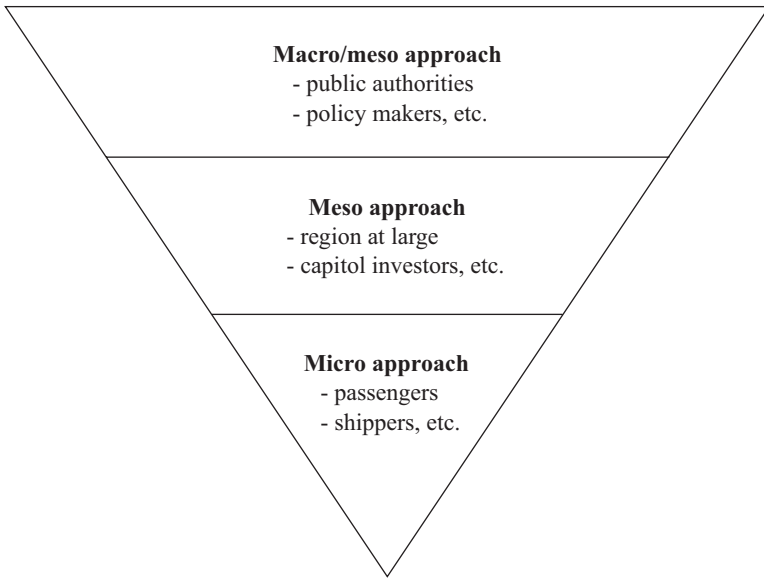 Macro/meso approach
- public authorities
- policy makers, etc.
Meso approach
- region at large
- capitol investors, etc.
Micro approach
- passengers
- shippers, etc.